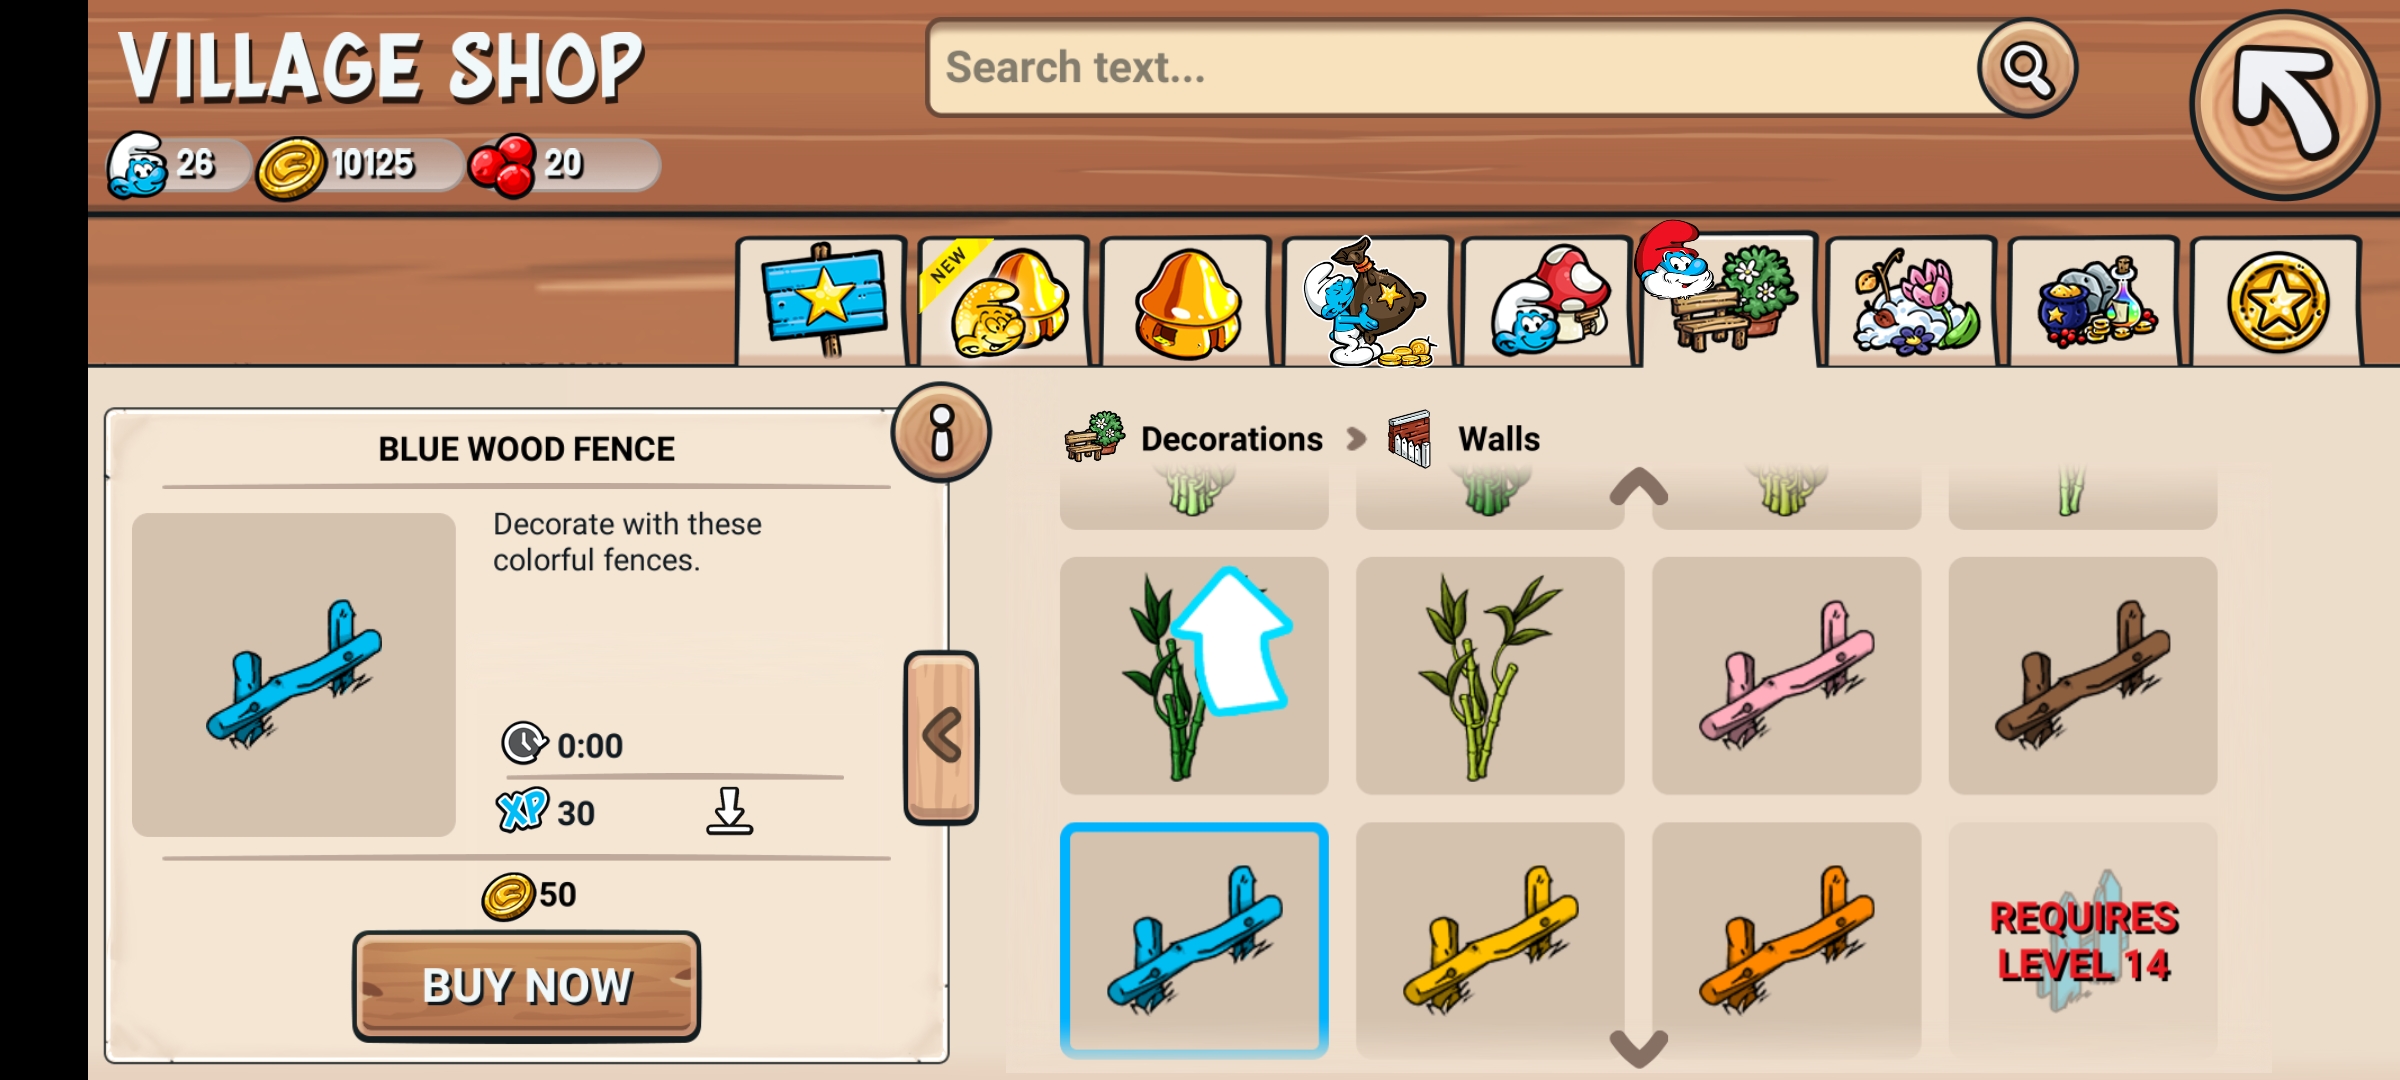 VILLAGE SHOP
Search text...
26
10125
20
NEW
BLUE WOOD FENCE
Decorations
Walls
Decorate with these
colorful fences.
0:00
XP 30
50
BUY NOW
REQUIRES
LEVEL 14